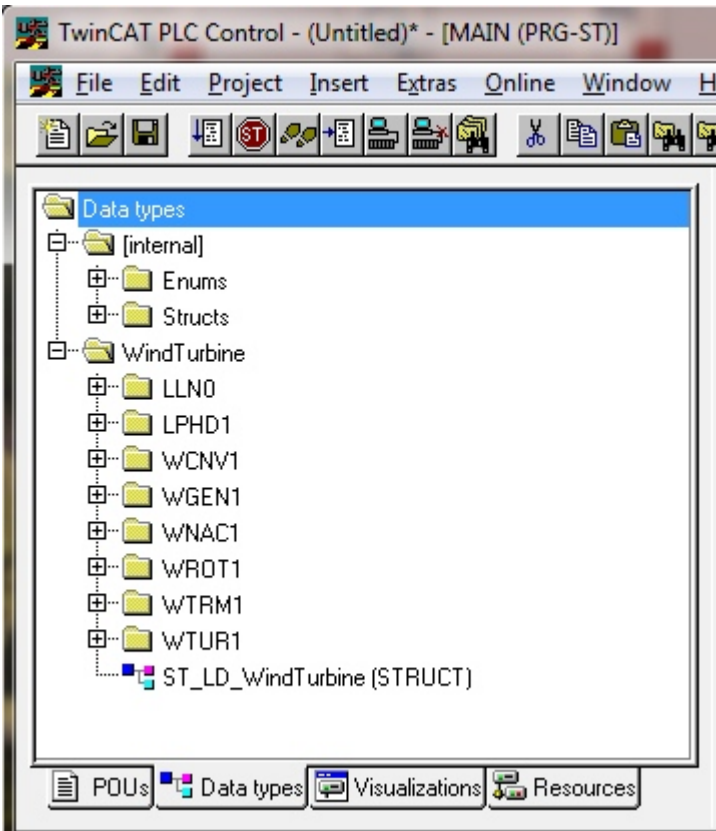 TwinCAT PLC Control - (Untitled)* - [MAIN (PRG-ST)]
File Edit Project Insert Extras Online Window H
ST
Data types
[internal]
Enums
Structs
WindTurbine
LLN0
LPHD1
WCNV1
WGEN1
WNAC1
WROT1
WTRM1
WTUR1
ST_LD_WindTurbine (STRUCT)
POUs Data types Visualizations Resources